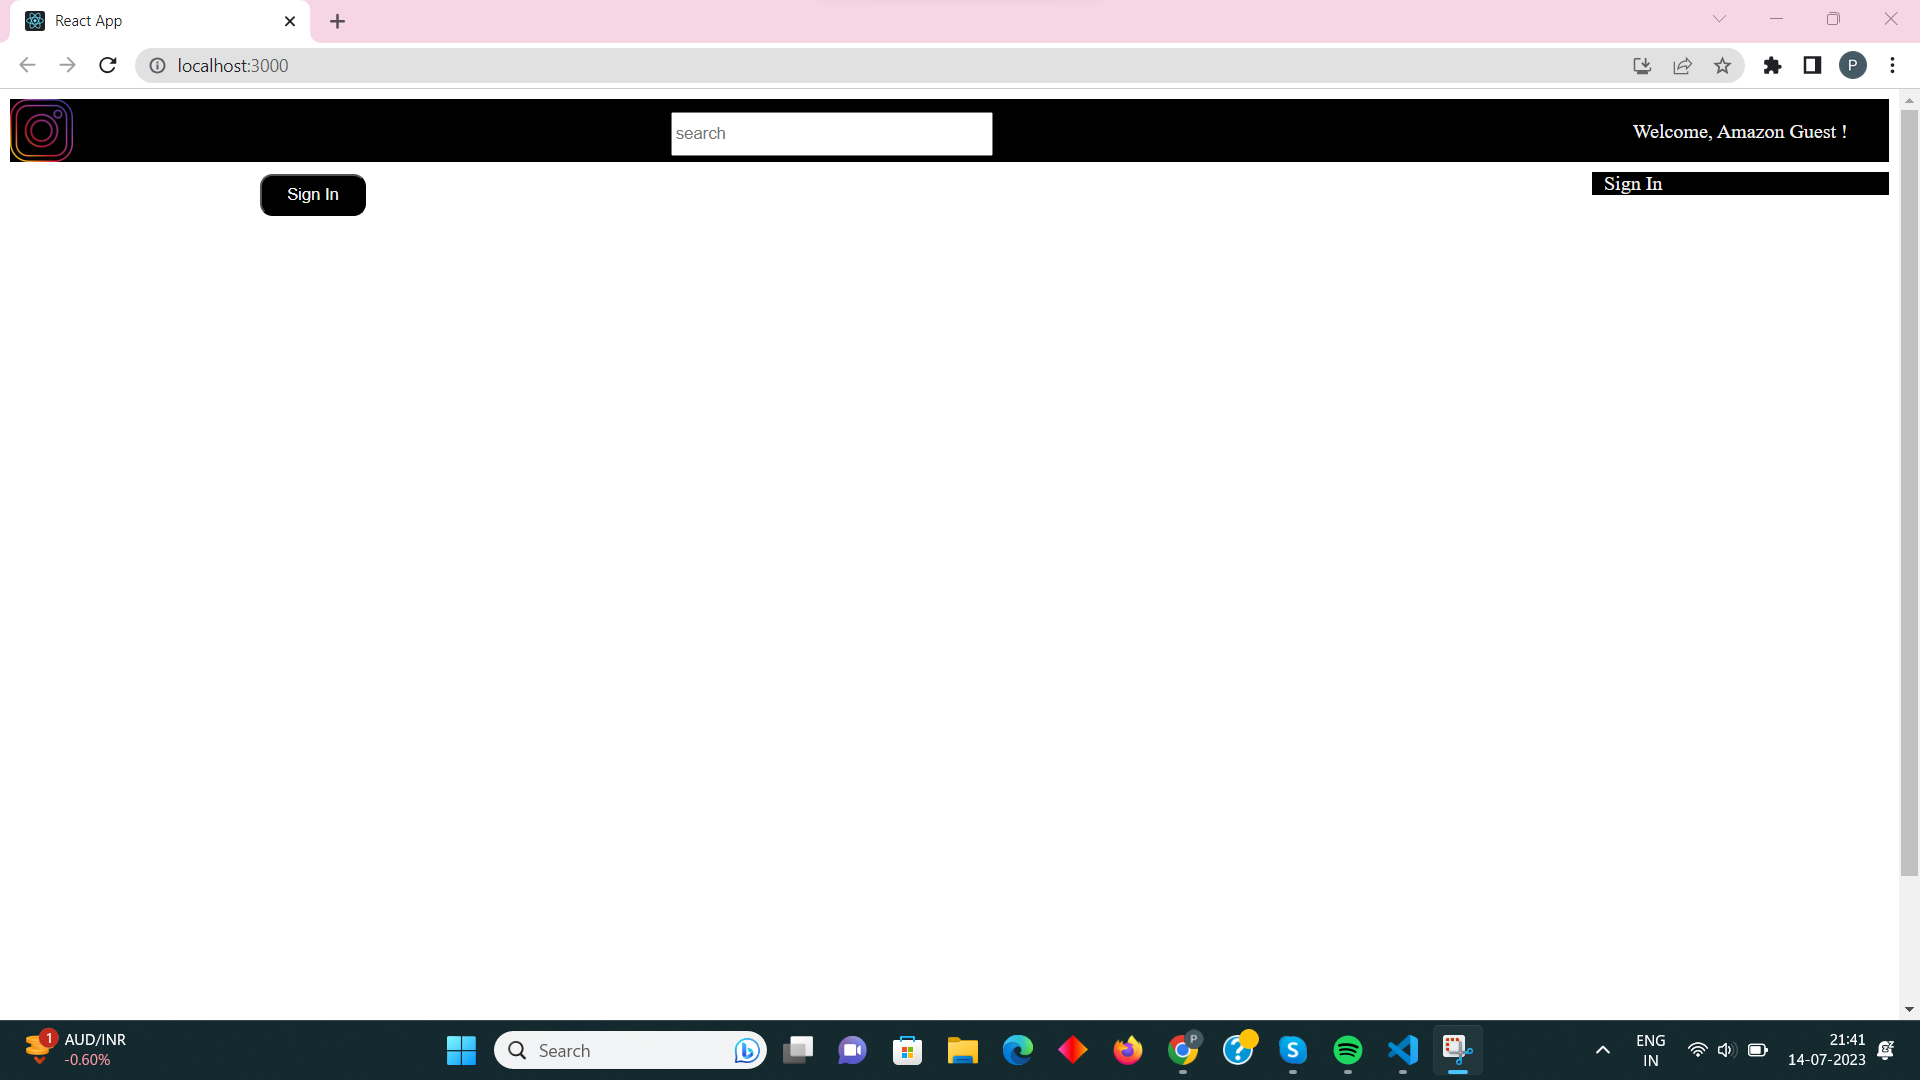 React App
localhost:3000
P
search
Welcome, Amazon Guest !
Sign In
Sign In
1
AUD/INR
-0.60%
Search
P
ENG
IN
21:41
14-07-2023